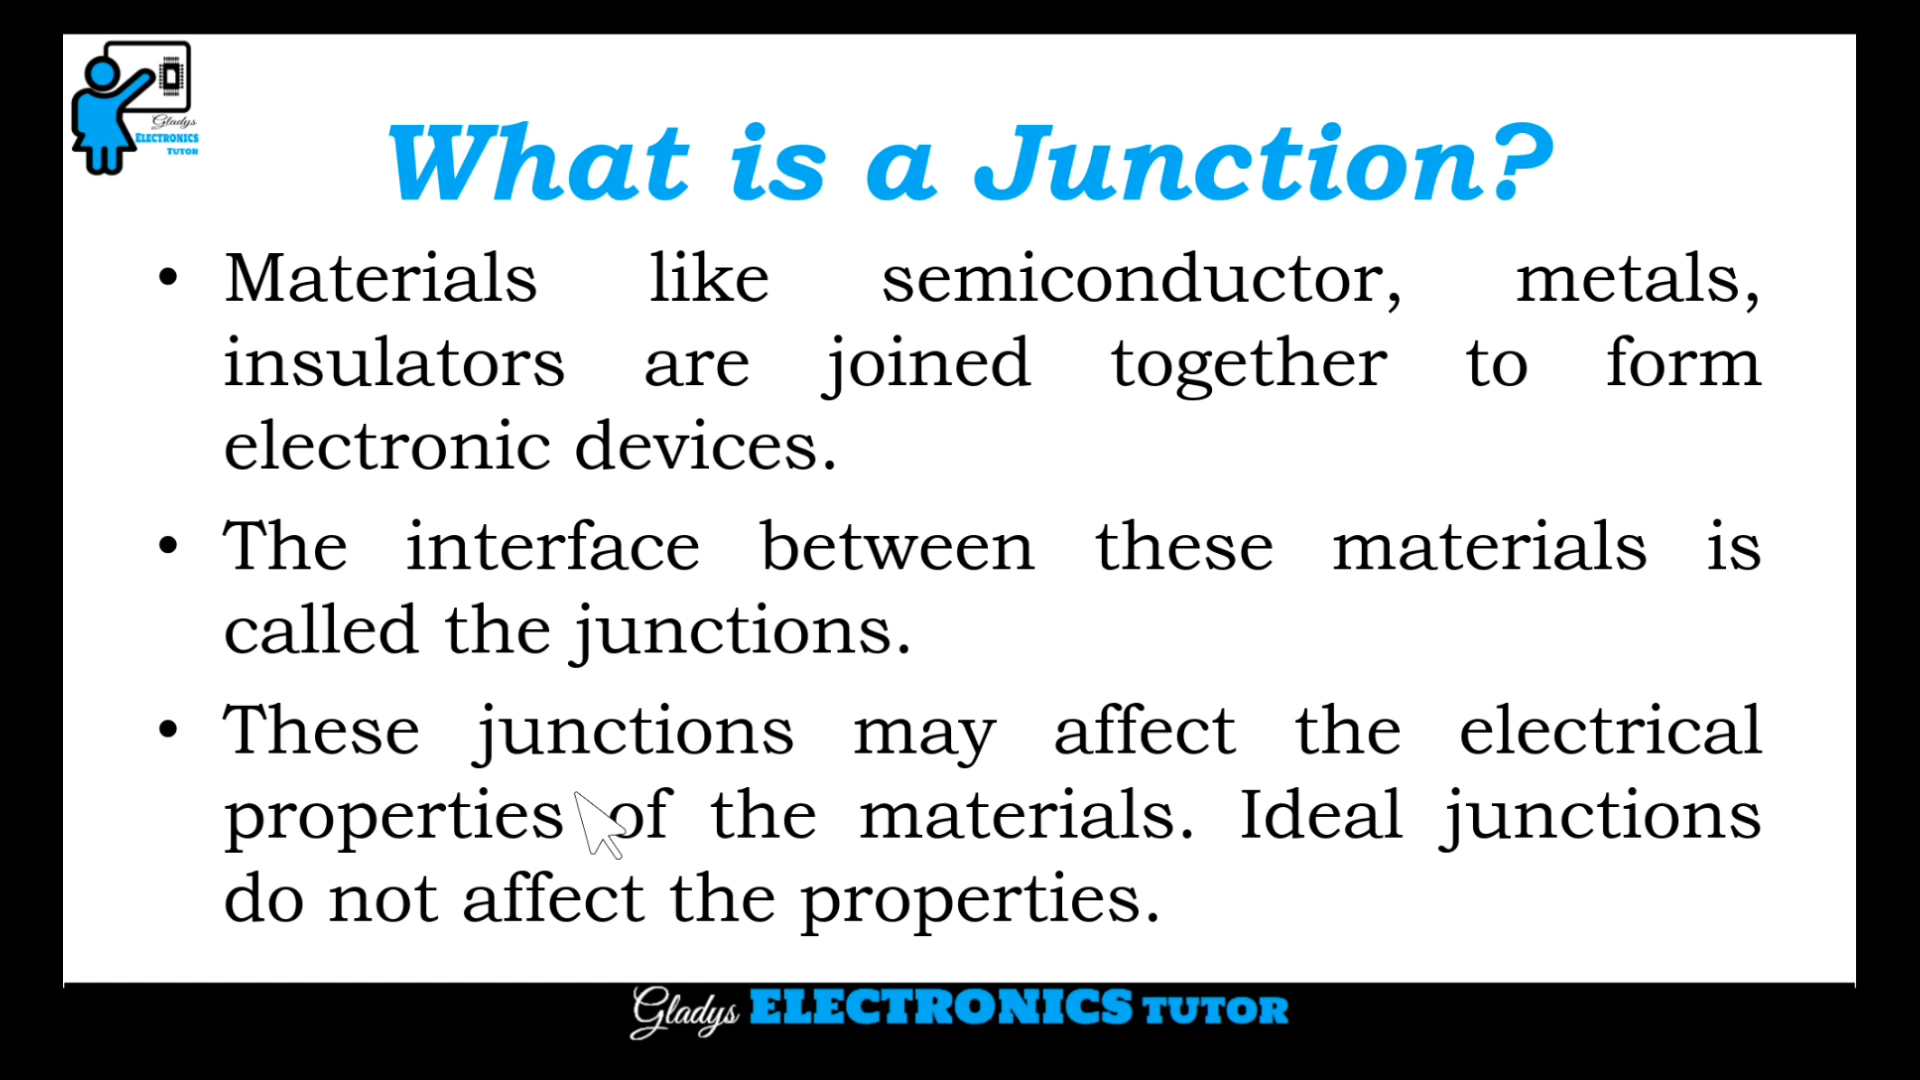 Gladys
ELECTRONICS
TUTOR
What is a Junction?
• Materials like semiconductor, metals,
insulators are joined together to form
electronic devices.
• The interface between these materials is
called the junctions.
• These junctions may affect the electrical
properties of the materials. Ideal junctions
do not affect the properties.
Gladys ELECTRONICS TUTOR